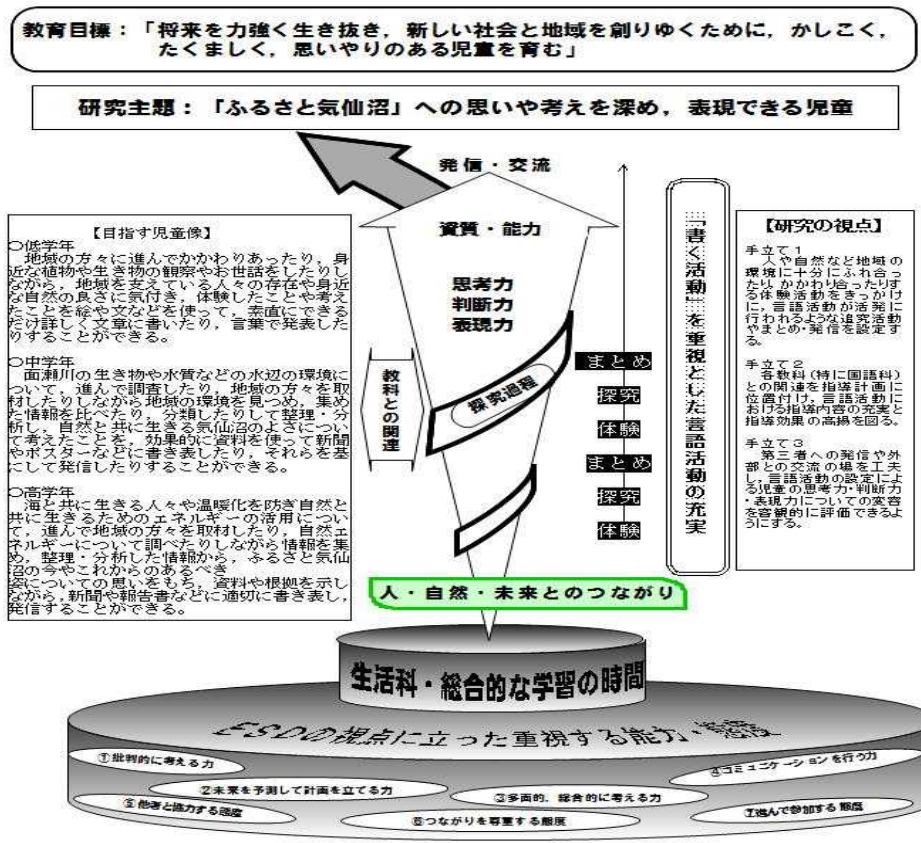 教育目標：「将来を力強く生き抜き，新しい社会と地域を創りゆくために，かしこく，
たくましく，思いやりのある児童を育む」
研究主題：「ふるさと気仙沼」への思いや考えを深め，表現できる児童
発信・交流
資質・能力
思考力
判断力
表現力
【目指す児童像】
○低学年
地域の方々に進んでかかわりあったり，身
近な植物や生き物の観察やお世話をしたりし
ながら，地域を支えている人々の存在や身近
な自然の良さに気付き，体験したことや考え
たことを絵や文などを使って，素直にできる
だけ詳しく文章に書いたり，言葉で発表した
りすることができる。
○中学年
面瀬川の生き物や水質などの水辺の環境に
ついて，進んで調査したり，地域の方々を取
材したりしながら地域の環境を見つめ，集め
た情報を比べたり，分類したりして整理・分
析し，自然と共に生きる気仙沼のよさについ
て考えたことを，効果的に資料を使って新聞
やポスターなどに書き表したり，それらを基
にして発信したりすることができる。
○高学年
海と共に生きる人々や温暖化を防ぎ自然と
共に生きるためのエネルギーの活用につい
て，進んで地域の方々を取材したり，自然エ
ネルギーについて調べたりしながら情報を集
め，整理・分析した情報から，ふるさと気仙
沼の今やこれからのあるべき
姿についての思いをもち，資料や根拠を示し
ながら，新聞や報告書などに適切に書き表し，
発信することができる。
教科との関連
探究過程
まとめ
探究
体験
まとめ
探究
体験
「書く活動」を重視とした言語活動の充実
【研究の視点】
手立て１
人や自然など地域の
環境に十分にふれ合っ
たり，かかわり合ったりす
る体験活動をきっかけ
に，言語活動が活発に
行われるような追究活動
やまとめ・発信を設定す
る。
手立て２
各教科（特に国語科）
との関連を指導計画に
位置付け，言語活動に
おける指導内容の充実と
指導効果の高揚を図る。
手立て３
第三者への発信や外
部との交流の場を工夫
し，言語活動の設定によ
る児童の思考力・判断力
・表現力についての変容
を客観的に評価できるよ
うにする。
人・自然・未来とのつながり
生活科・総合的な学習の時間
ＥＳＤの視点に立った重視する能力・態度
①批判的に考える力
②未来を予測して計画を立てる力
③多面的，総合的に考える力
④コミュニケーションを行う力
⑤他者と協力する態度
⑥つながりを尊重する態度
⑦進んで参加する態度